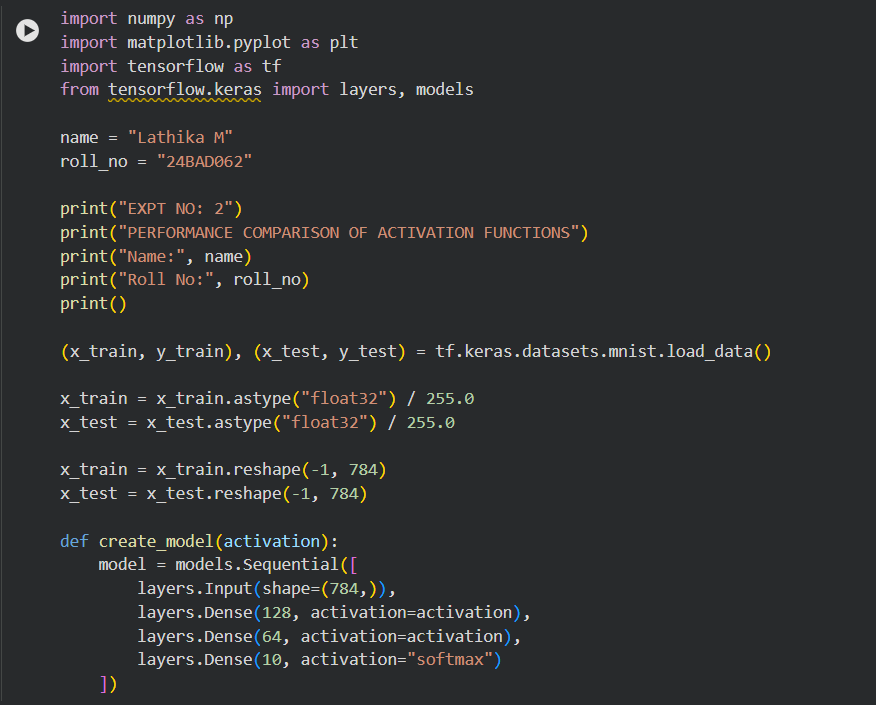 import numpy as np
import matplotlib.pyplot as plt
import tensorflow as tf
from tensorflow.keras import layers, models

name = "Lathika M"
roll_no = "24BAD062"

print("EXPT NO: 2")
print("PERFORMANCE COMPARISON OF ACTIVATION FUNCTIONS")
print("Name:", name)
print("Roll No:", roll_no)
print()

(x_train, y_train), (x_test, y_test) = tf.keras.datasets.mnist.load_data()

x_train = x_train.astype("float32") / 255.0
x_test = x_test.astype("float32") / 255.0

x_train = x_train.reshape(-1, 784)
x_test = x_test.reshape(-1, 784)

def create_model(activation):
    model = models.Sequential([
        layers.Input(shape=(784,)),
        layers.Dense(128, activation=activation),
        layers.Dense(64, activation=activation),
        layers.Dense(10, activation="softmax")
    ])